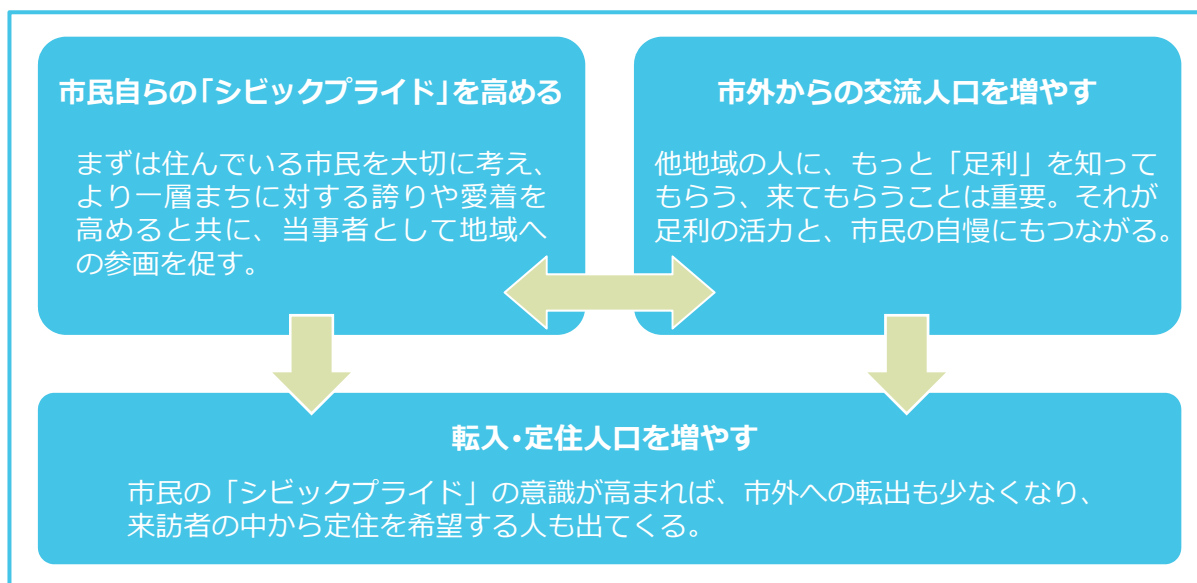 市民自らの「シビックプライド」を高める
まずは住んでいる市民を大切に考え、
より一層まちに対する誇りや愛着を
高めると共に、当事者として地域へ
の参画を促す。
市外からの交流人口を増やす
他地域の人に、もっと「足利」を知って
もらう、来てもらうことは重要。それが
足利の活力と、市民の自慢にもつながる。
転入・定住人口を増やす
市民の「シビックプライド」の意識が高まれば、市外への転出も少なくなり、
来訪者の中から定住を希望する人も出てくる。